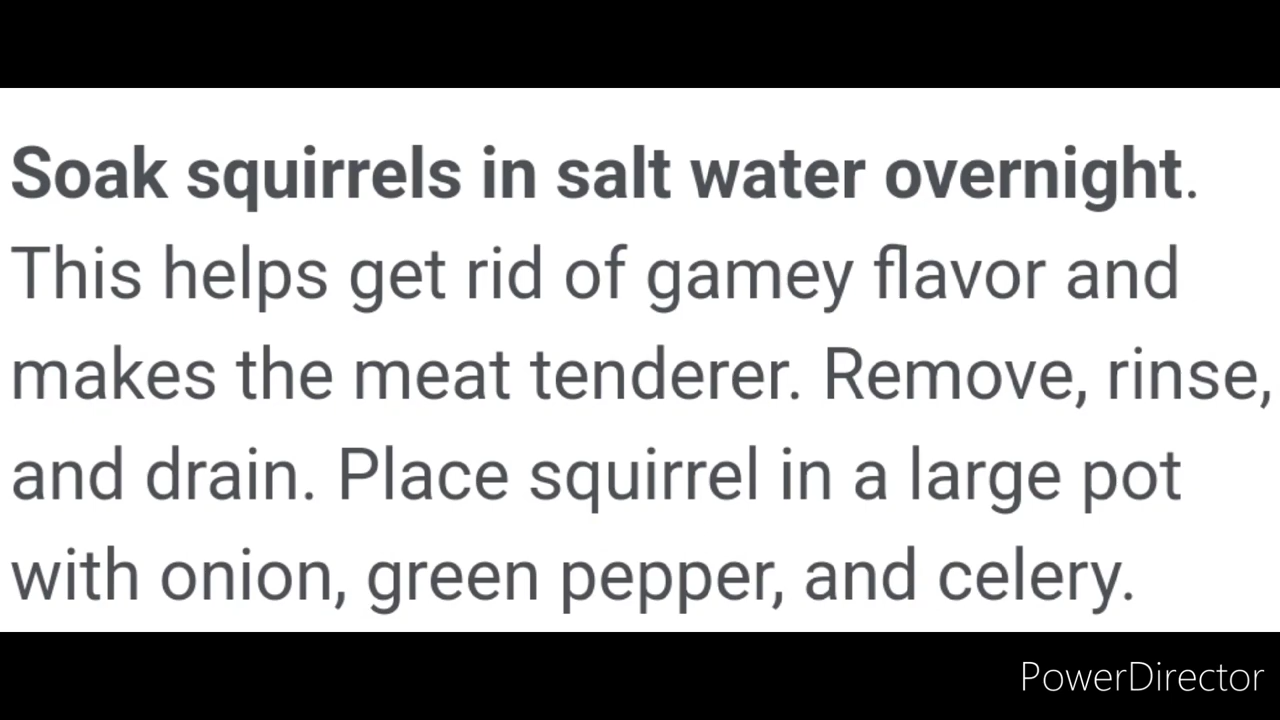 Soak squirrels in salt water overnight.
This helps get rid of gamey flavor and
makes the meat tenderer. Remove, rinse,
and drain. Place squirrel in a large pot
with onion, green pepper, and celery.
PowerDirector